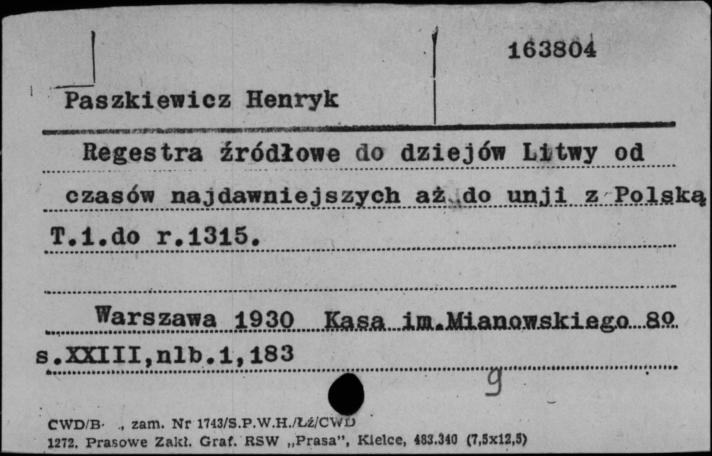 163804
Paszkiewicz Henryk
Regestra źródłowe do dziejów Litwy od
czasów najdawniejszych aż do unji z Polską
T.1.do r.1315.
Warszawa 1930 Kasa im.Mianowskiego 8o
s.XXIII,nlb.1,183
9
CWD/B- ., zam. Nr 1743/S.P.W.H./Łź/CWD
1272. Prasowe Zakł. Graf. RSW „Prasa”, Kielce, 483.340 (7,5x12,5)